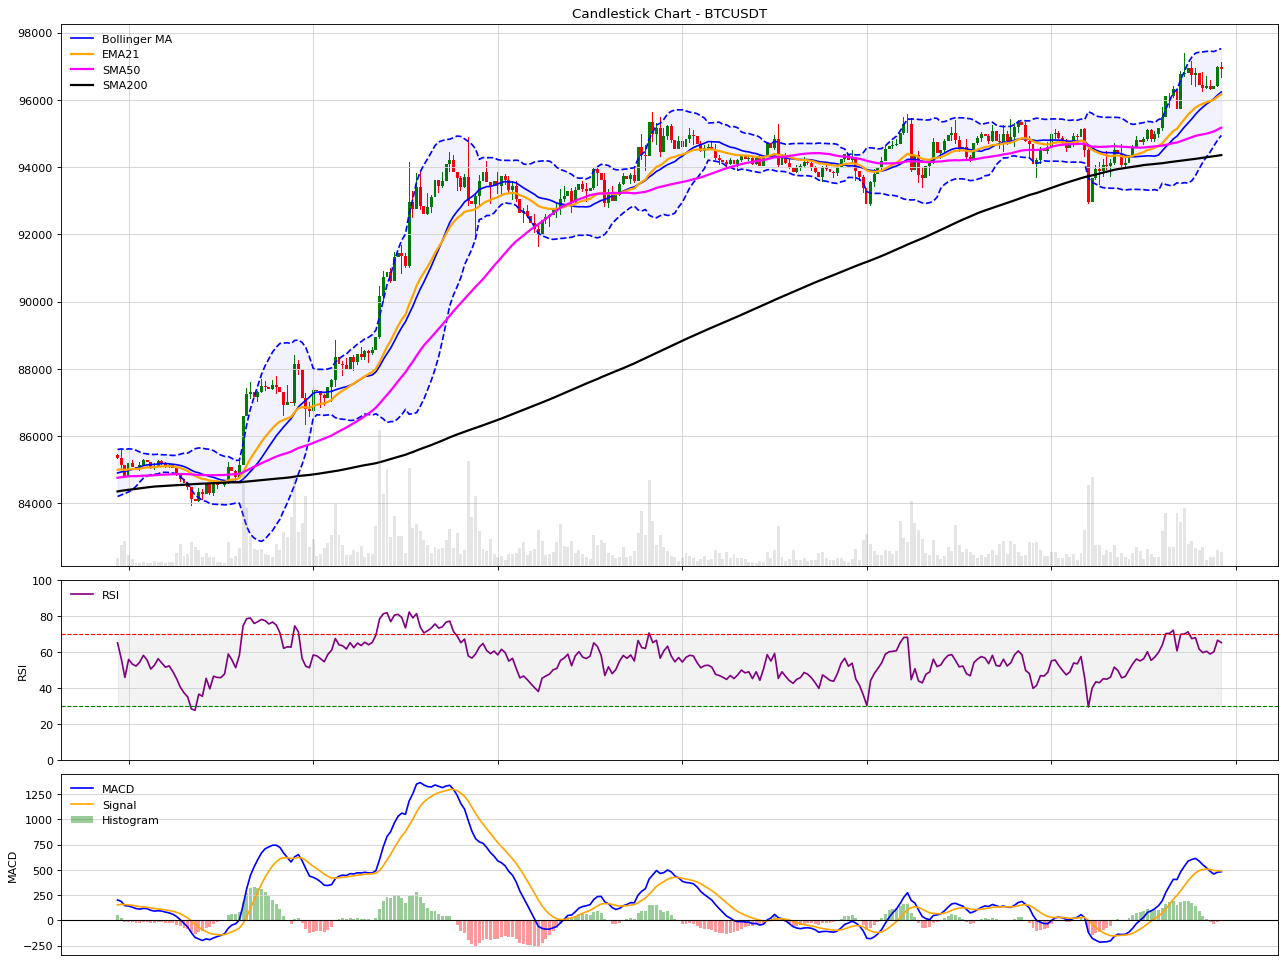 Candlestick Chart - BTCUSDT
98000
96000
94000
92000
90000
88000
86000
84000
Bollinger MA
EMA21
SMA50
SMA200
100
80
60
40
20
0
RSI
RSI
1250
1000
750
500
250
0
−250
MACD
MACD
Signal
Histogram